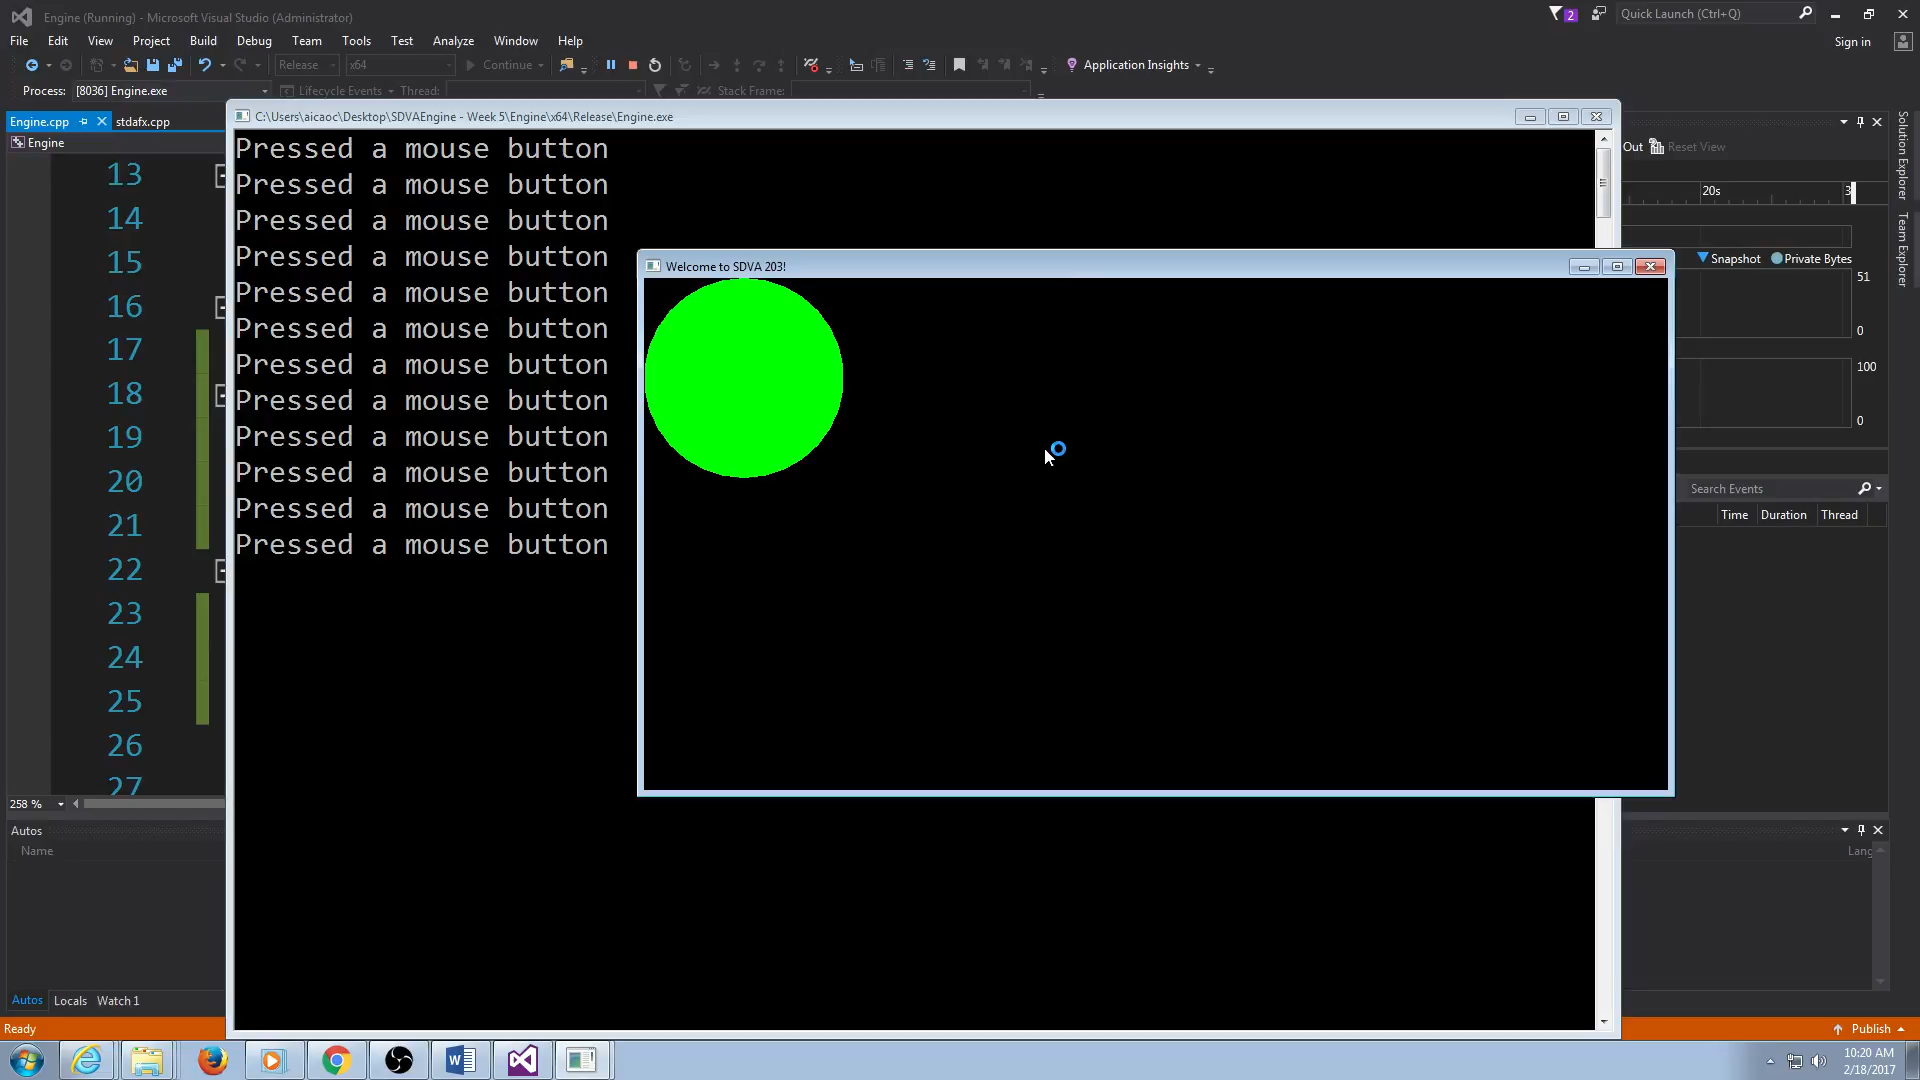 Engine (Running) - Microsoft Visual Studio (Administrator)
2
Quick Launch (Ctrl+Q)
File Edit View Project Build Debug Team Tools Test Analyze Window Help
Sign in
Release x64 Continue Application Insights
Process: [8036] Engine.exe Lifecycle Events Thread: Stack Frame:
Engine.cpp stdafx.cpp
Engine
C:\Users\aicaoc\Desktop\SDVAEngine - Week 5\Engine\x64\Release\Engine.exe
Pressed a mouse button
Pressed a mouse button
Pressed a mouse button
Pressed a mouse button
Pressed a mouse button
Pressed a mouse button
Pressed a mouse button
Pressed a mouse button
Pressed a mouse button
Pressed a mouse button
Pressed a mouse button
Pressed a mouse button
Welcome to SDVA 203!
13
14
15
16
17
18
19
20
21
22
23
24
25
26
27
258 %
Out Reset View
20s 3
Snapshot Private Bytes
51
0
100
0
Search Events
Time Duration Thread
Solution Explorer
Team Explorer
Autos
Name
Lang
Autos Locals Watch 1
Ready
Publish
10:20 AM
2/18/2017